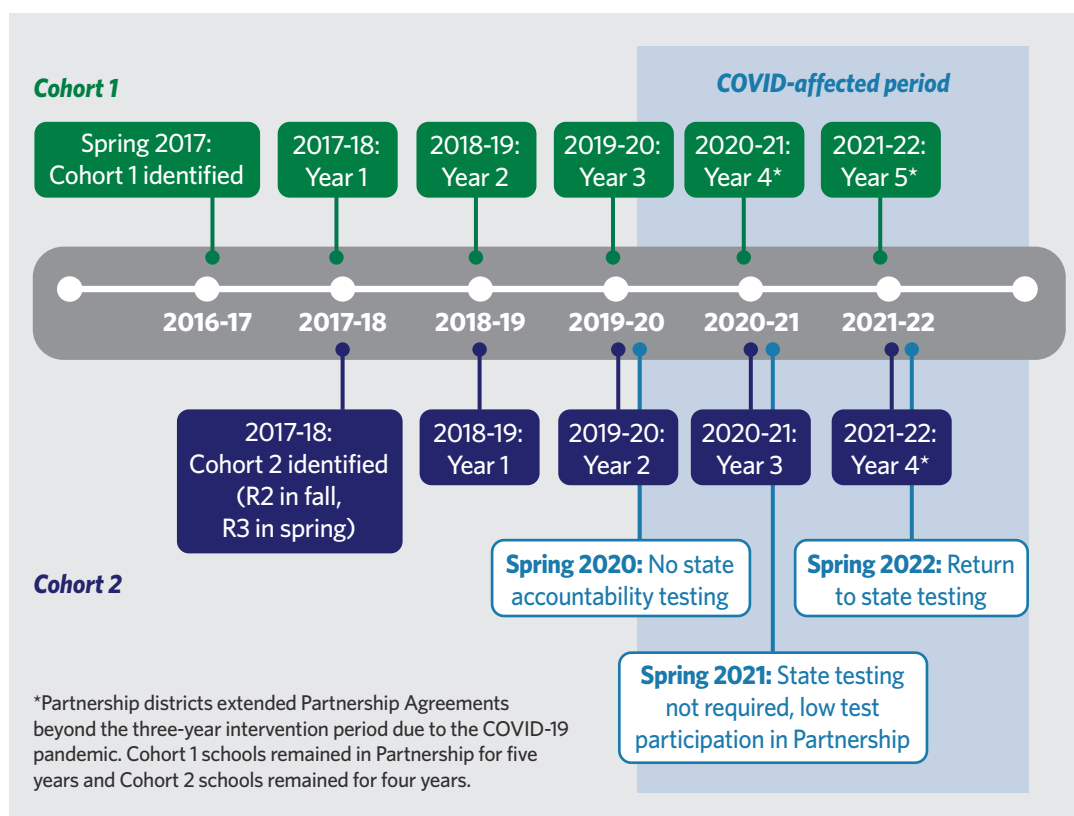 Cohort 1
COVID-affected period
Spring 2017:
Cohort 1 identified
2017-18:
Year 1
2018-19:
Year 2
2019-20:
Year 3
2020-21:
Year 4*
2021-22:
Year 5*
2016-17
2017-18
2018-19
2019-20
2020-21
2021-22
2017-18:
Cohort 2 identified
(R2 in fall,
R3 in spring)
2018-19:
Year 1
2019-20:
Year 2
2020-21:
Year 3
2021-22:
Year 4*
Spring 2020: No state
accountability testing
Spring 2022: Return
to state testing
Cohort 2
Spring 2021: State testing
not required, low test
participation in Partnership
*Partnership districts extended Partnership Agreements
beyond the three-year intervention period due to the COVID-19
pandemic. Cohort 1 schools remained in Partnership for five
years and Cohort 2 schools remained for four years.